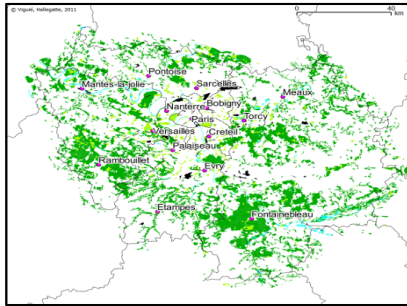 © Viguié, Hallegatte, 2011
0 40
km
Pontoise
Sarcelles
Mantes-la-jolie
Meaux
Nanterre
Bobigny
Paris
Torcy
Versailles
Creteil
Palaiseau
Rambouillet
Evry
Etampes
Fontainebleau